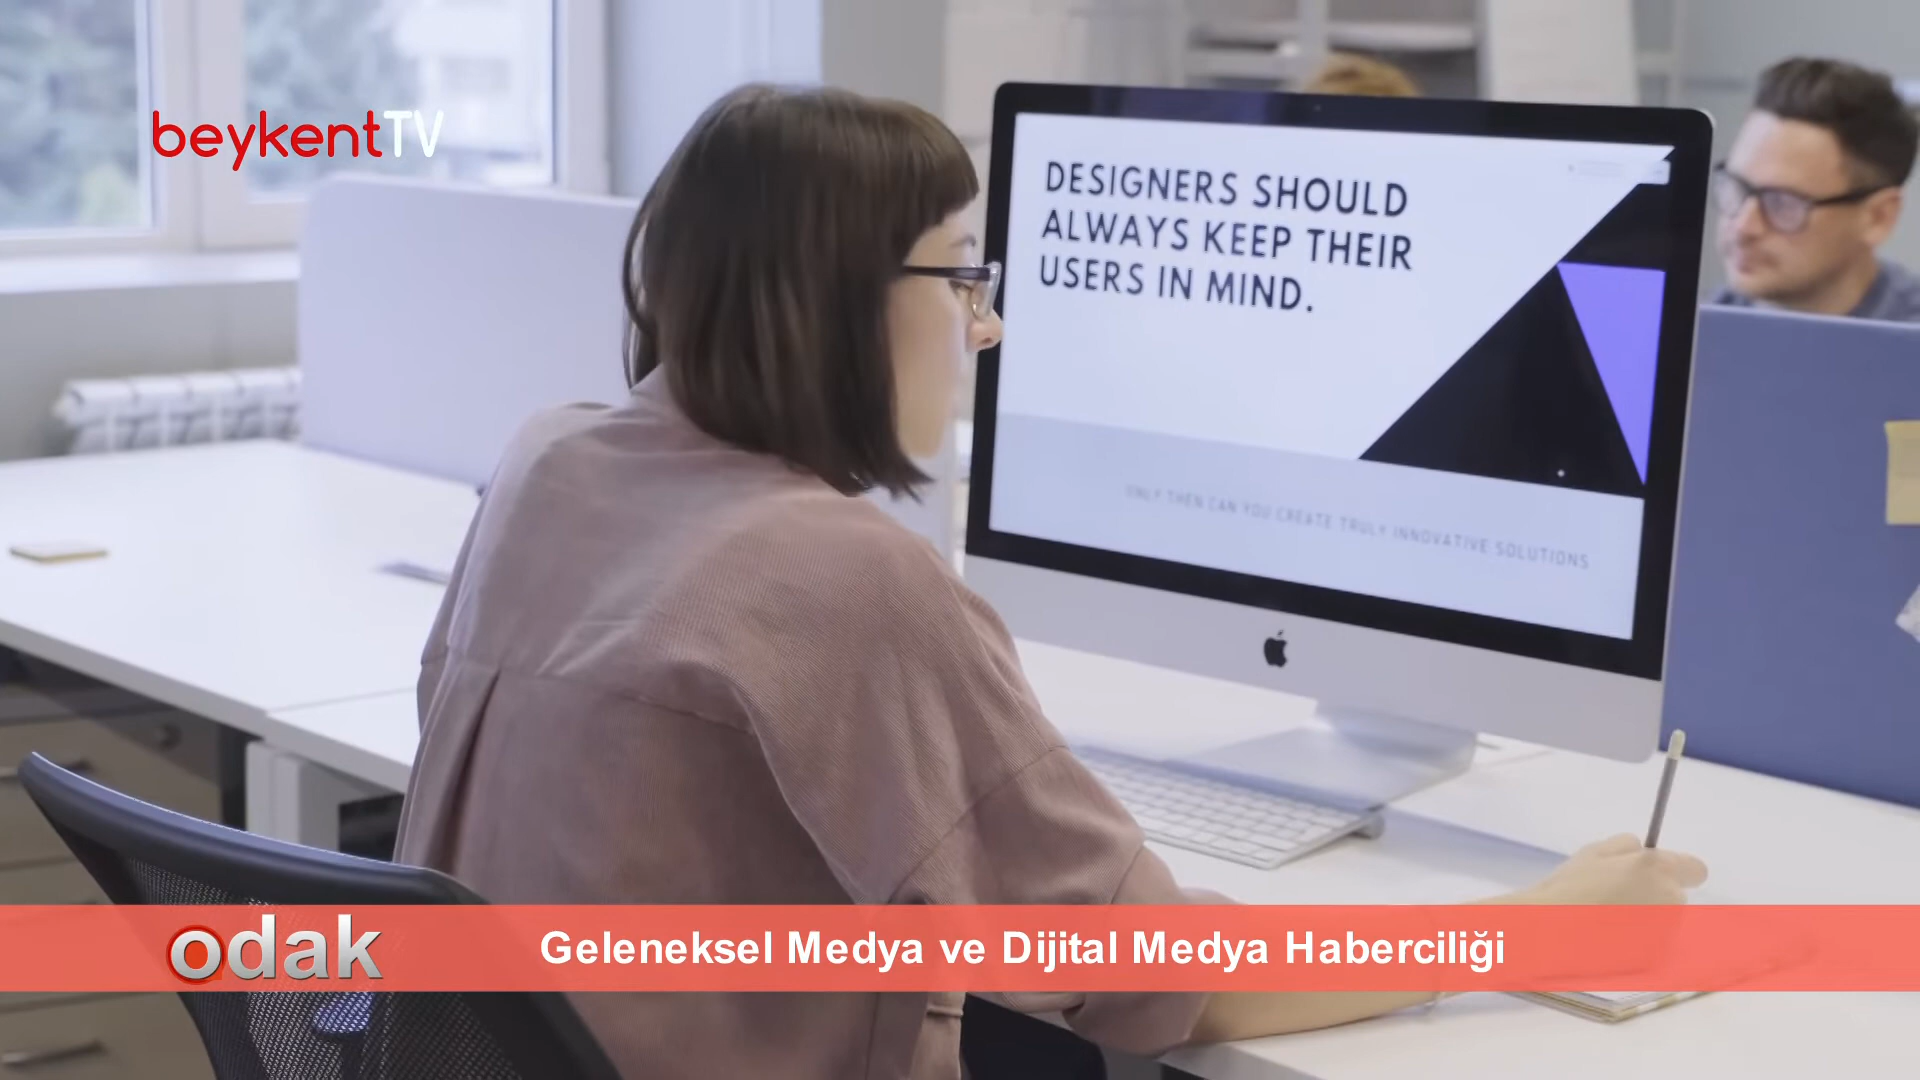 beykentTV
DESIGNERS SHOULD
ALWAYS KEEP THEIR
USERS IN MIND.
ONLY THEN CAN YOU CREATE TRULY INNOVATIVE SOLUTIONS
odak
Geleneksel Medya ve Dijital Medya Haberciliği